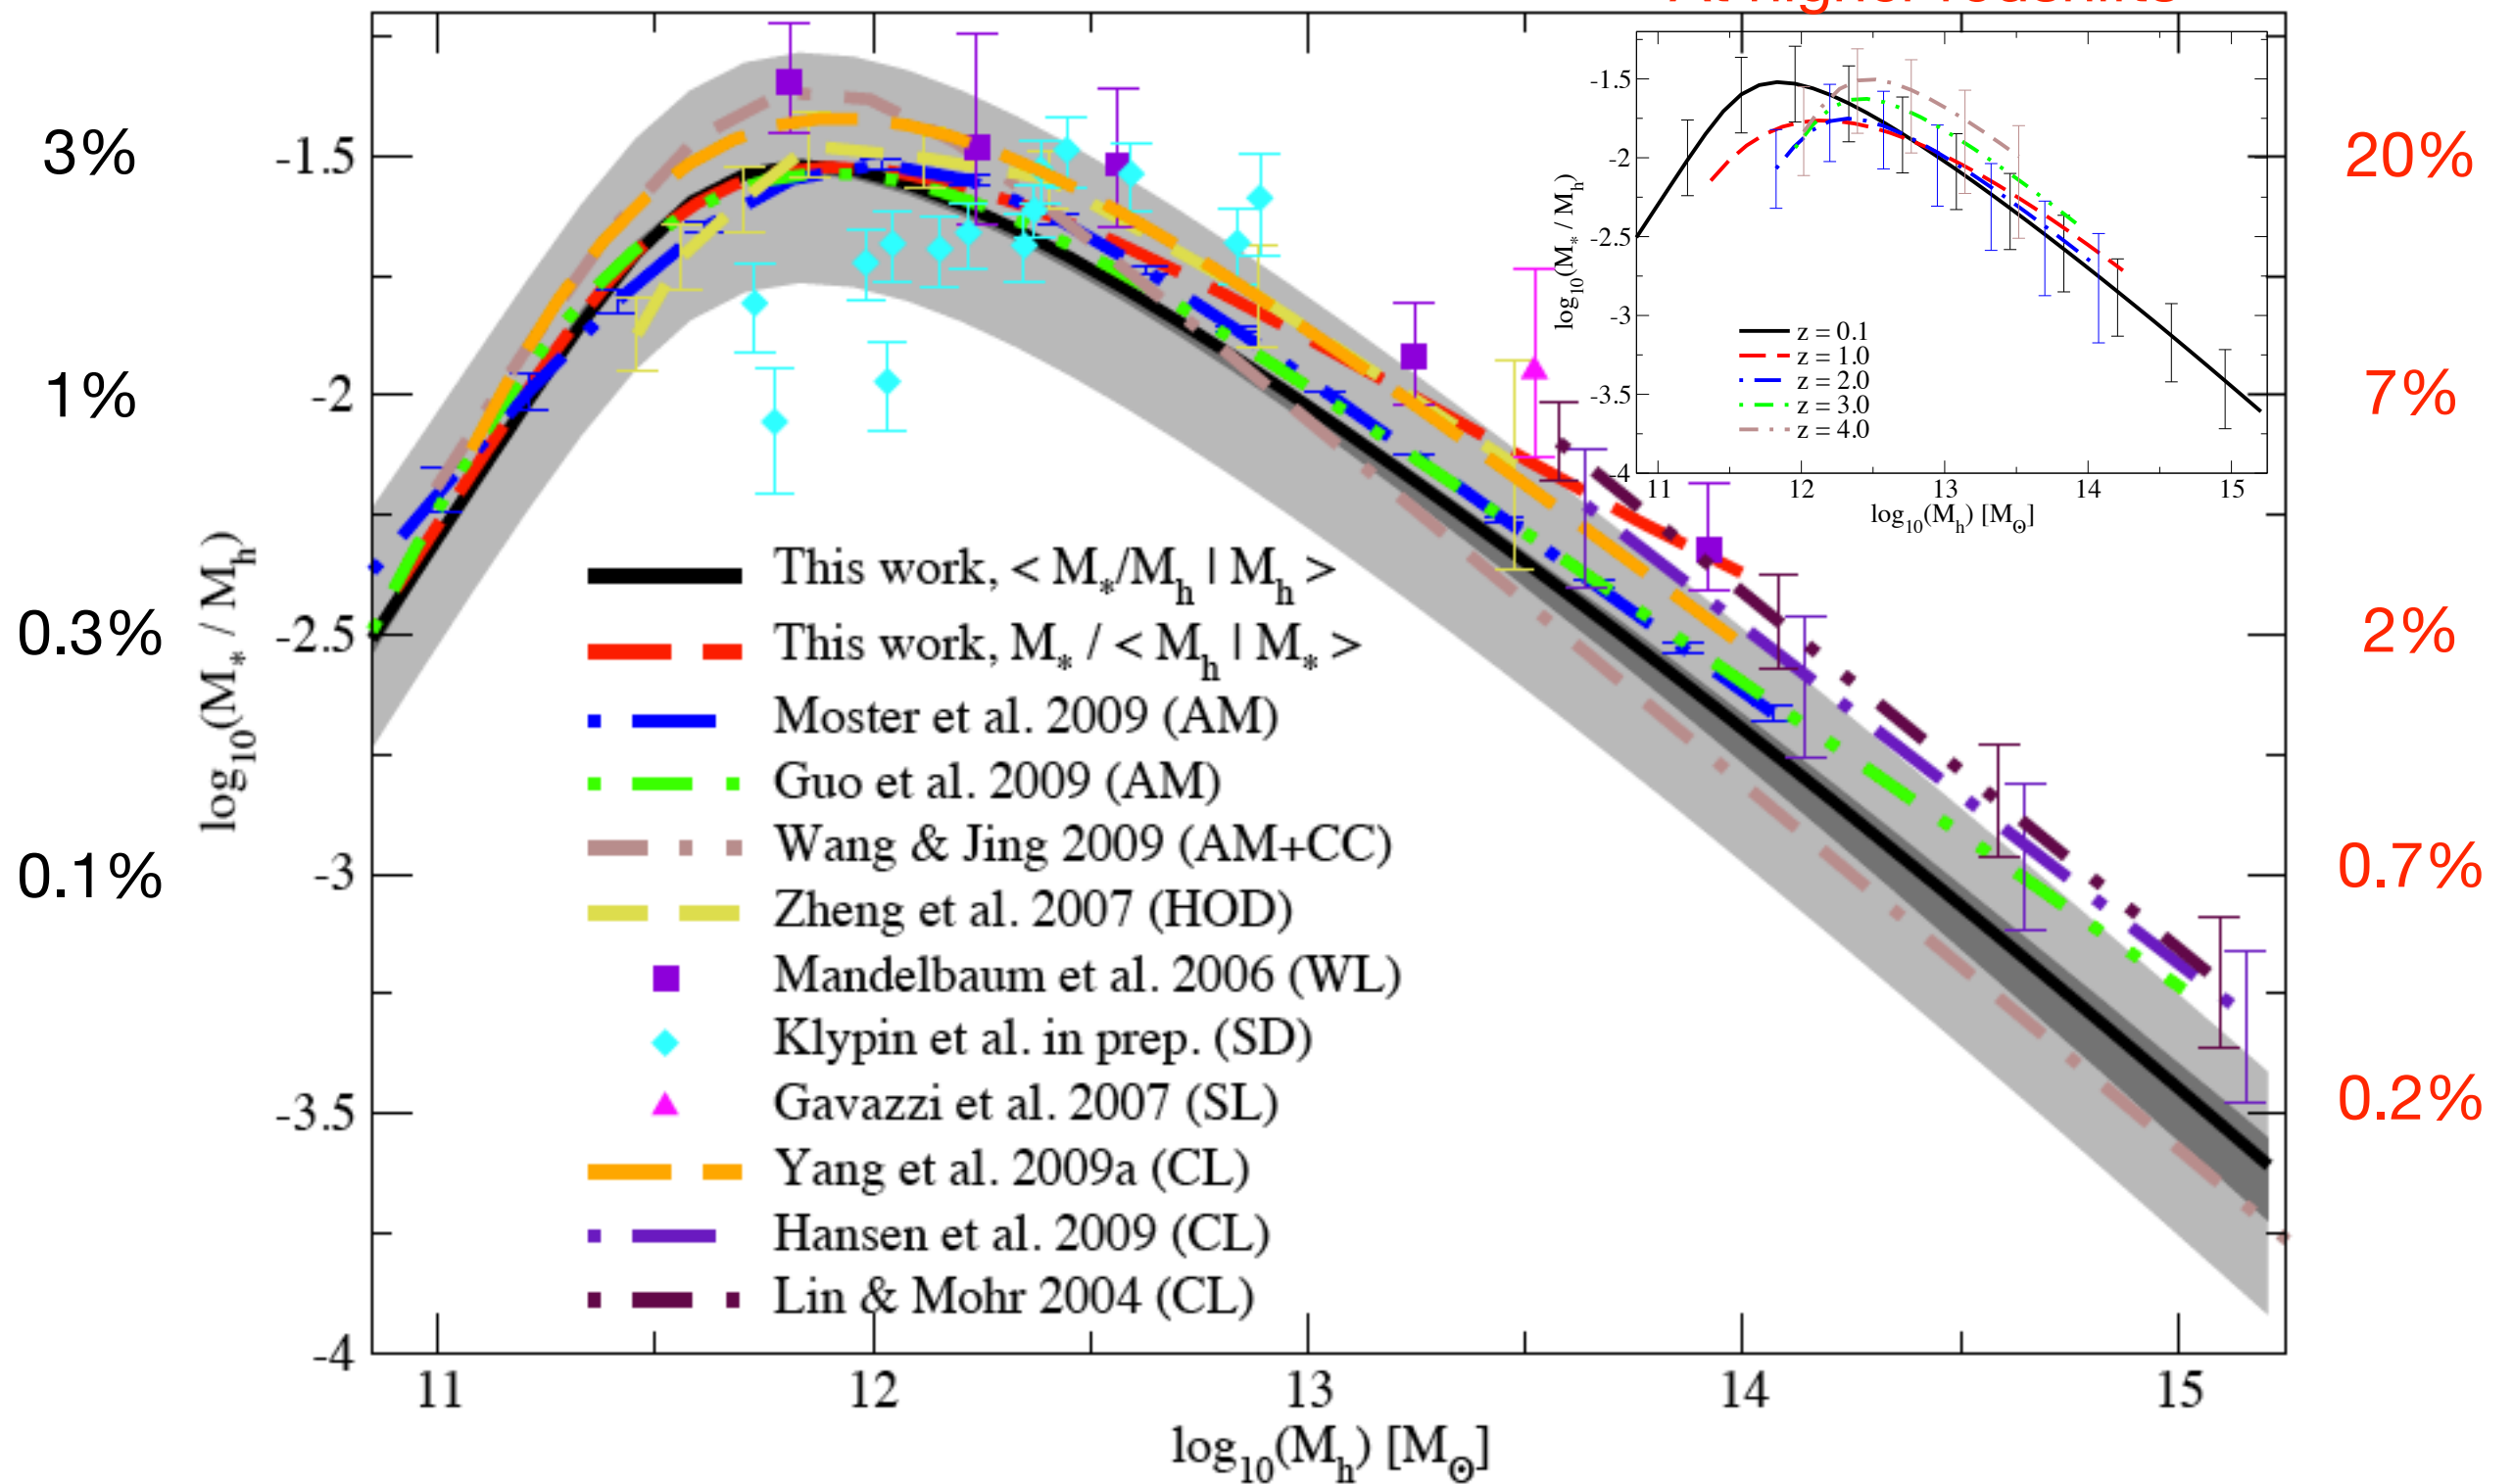 At higher redshifts
3%
1%
0.3%
0.1%
log10(M* / Mh)
-1.5
-2
-2.5
-3
-3.5
-4
This work, < M*/Mh | Mh >
This work, M* / < Mh | M* >
Moster et al. 2009 (AM)
Guo et al. 2009 (AM)
Wang & Jing 2009 (AM+CC)
Zheng et al. 2007 (HOD)
Mandelbaum et al. 2006 (WL)
Klypin et al. in prep. (SD)
Gavazzi et al. 2007 (SL)
Yang et al. 2009a (CL)
Hansen et al. 2009 (CL)
Lin & Mohr 2004 (CL)
11 12 13 14 15
log10(Mh) [M⊙]
log10(M* / Mh)
-1.5
-2
-2.5
-3
-3.5
-4
z = 0.1
z = 1.0
z = 2.0
z = 3.0
z = 4.0
11 12 13 14 15
log10(Mh) [M⊙]
20%
7%
2%
0.7%
0.2%